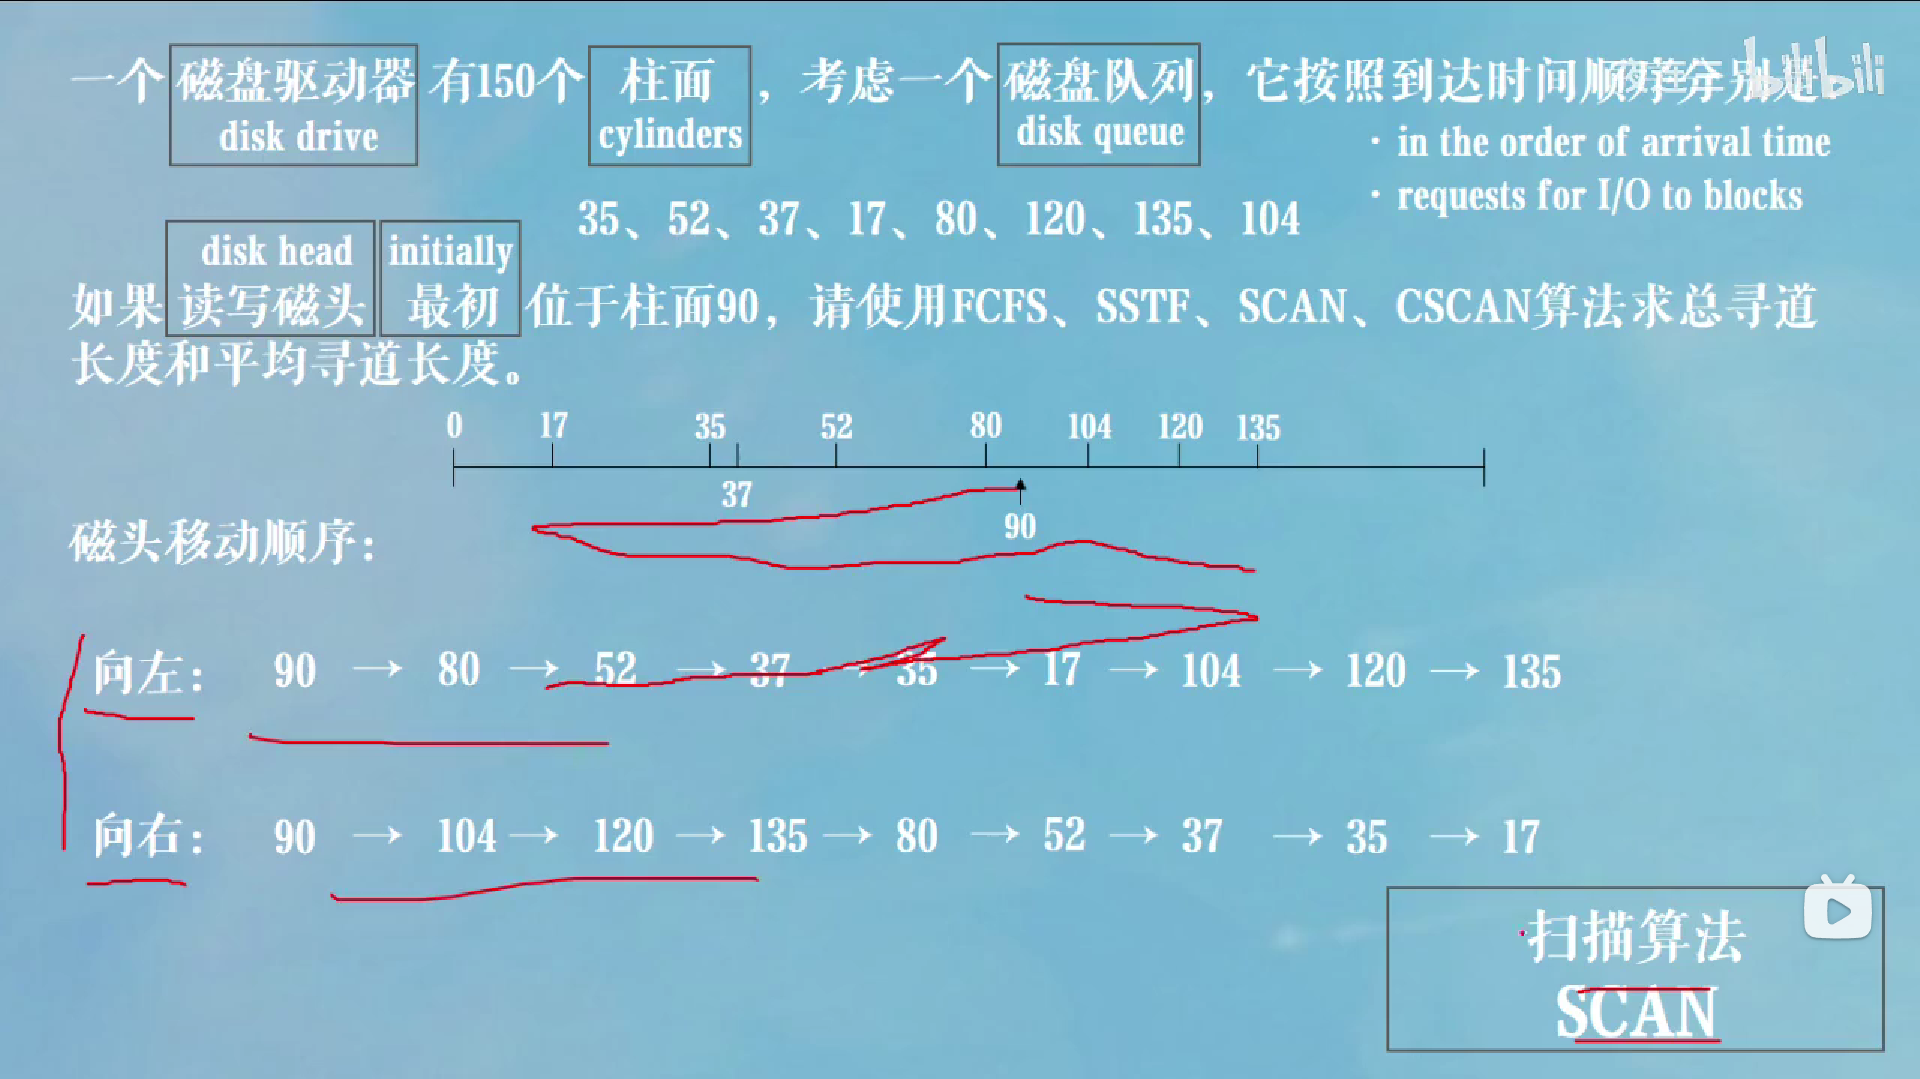 一个 磁盘驱动器 有150个 柱面 ，考虑一个 磁盘队列，它按照到达时间顺序分别是：
disk drive cylinders disk queue
· in the order of arrival time
· requests for I/O to blocks
35、52、37、17、80、120、135、104
disk head initially
如果 读写磁头 最初 位于柱面90，请使用FCFS、SSTF、SCAN、CSCAN算法求总寻道
长度和平均寻道长度。
0 17 35 52 80 104 120 135
37
90
磁头移动顺序：
向左： 90 → 80 → 52 → 37 → 35 → 17 → 104 → 120 → 135
向右： 90 → 104 → 120 → 135 → 80 → 52 → 37 → 35 → 17
扫描算法
SCAN
bilibili